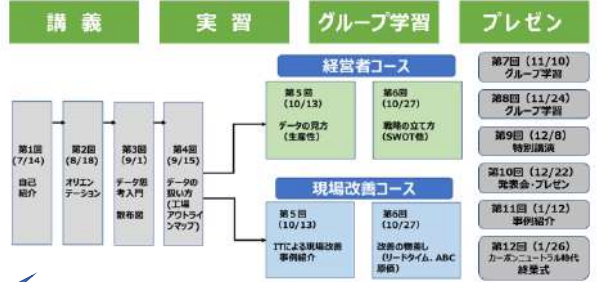 講義
実習
グループ学習
プレゼン
第1回
(7/14)
自己
紹介
第2回
(8/18)
オリエン
テーション
第3回
(9/1)
データ思
考入門
散布図
第4回
(9/15)
データの
扱い方
(工場
アウトライ
ンマップ)
経営者コース
第5回
(10/13)
データの見方
(生産性)
第6回
(10/27)
戦略の立て方
(SWOT他)
現場改善コース
第5回
(10/13)
ITによる現場改善
事例紹介
第6回
(10/27)
改善の物差し
(リードタイム、ABC
原価)
第7回(11/10)
グループ学習
第8回(11/24)
グループ学習
第9回(12/8)
特別講演
第10回(12/22)
発表会・プレゼン
第11回(1/12)
事例紹介
第12回(1/26)
カーボンニュートラル時代
終業式